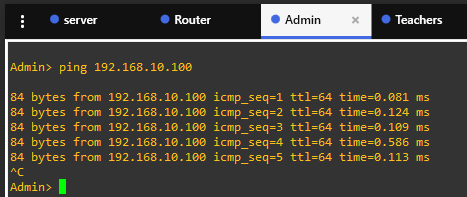 server Router Admin × Teachers
Admin> ping 192.168.10.100
84 bytes from 192.168.10.100 icmp_seq=1 ttl=64 time=0.081 ms
84 bytes from 192.168.10.100 icmp_seq=2 ttl=64 time=0.124 ms
84 bytes from 192.168.10.100 icmp_seq=3 ttl=64 time=0.109 ms
84 bytes from 192.168.10.100 icmp_seq=4 ttl=64 time=0.586 ms
84 bytes from 192.168.10.100 icmp_seq=5 ttl=64 time=0.113 ms
^C
Admin>